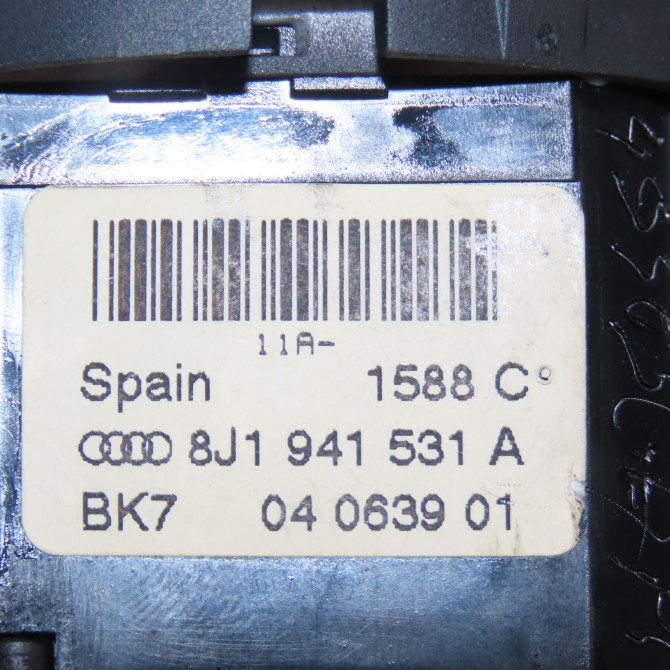 11A-
Spain 1588 C
8J1 941 531 A
BK7 04 0639 01